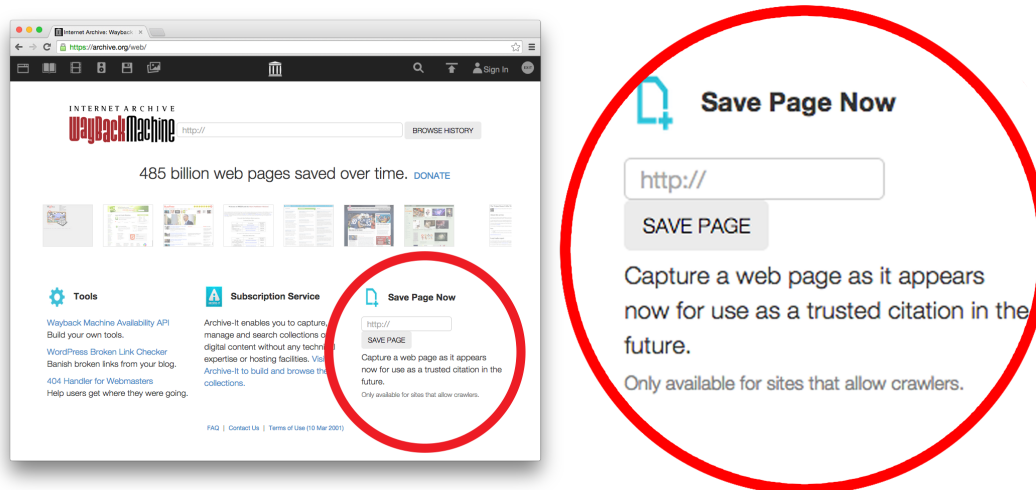 Internet Archive: Wayback
https://archive.org/web/
Sign In
INTERNET ARCHIVE
WayBackMachine
http://
BROWSE HISTORY
485 billion web pages saved over time. DONATE
Tools
Wayback Machine Availability API
Build your own tools.
WordPress Broken Link Checker
Banish broken links from your blog.
404 Handler for Webmasters
Help users get where they were going.
Subscription Service
Archive-It enables you to capture,
manage and search collections
digital content without any
expertise or hosting facilities.
Archive-It to build and browse the
collections.
Save Page Now
http://
SAVE PAGE
Capture a web page as it appears
now for use as a trusted citation in the
future.
Only available for sites that allow crawlers.
FAQ | Contact Us | Terms of Use (10 Mar 2001)
Save Page Now
http://
SAVE PAGE
Capture a web page as it appears
now for use as a trusted citation in the
future.
Only available for sites that allow crawlers.